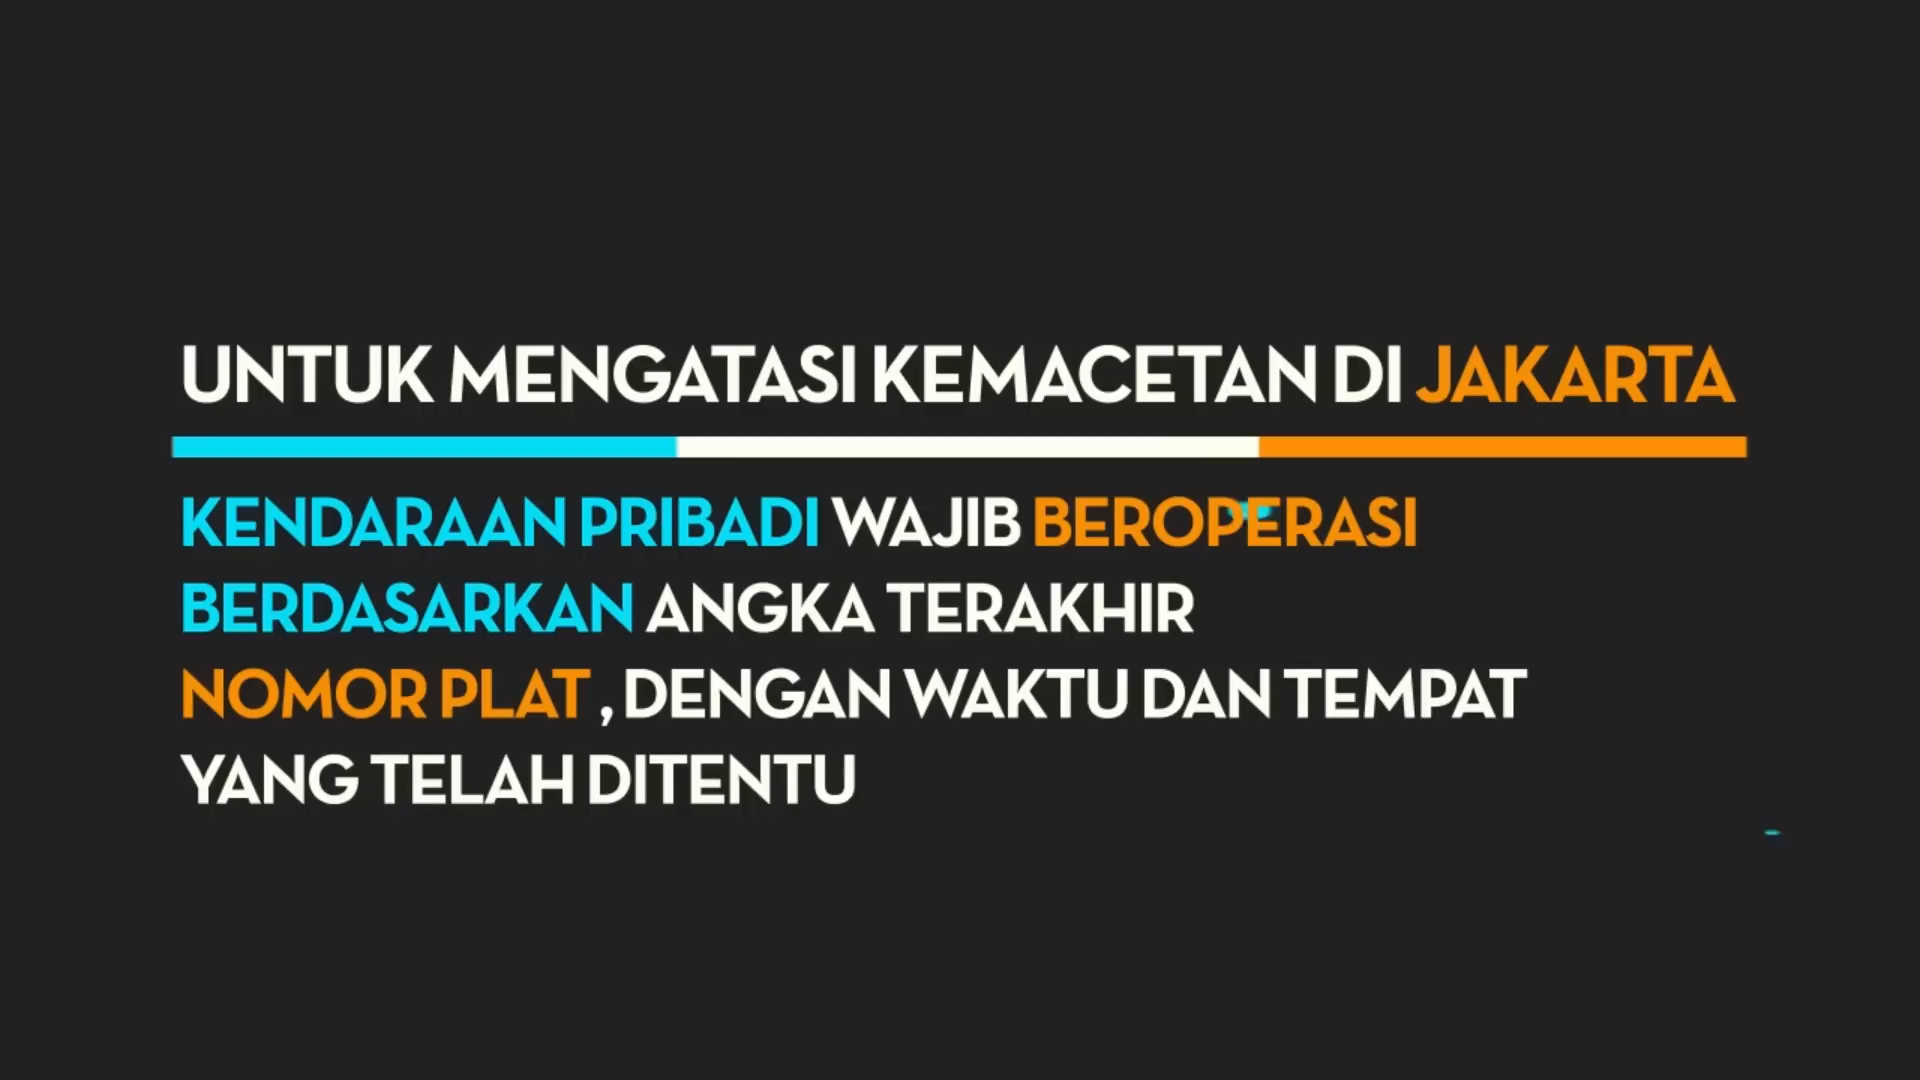 UNTUK MENGATASI KEMACETAN DI JAKARTA
KENDARAAN PRIBADI WAJIB BEROPERASI
BERDASARKAN ANGKA TERAKHIR
NOMOR PLAT , DENGAN WAKTU DAN TEMPAT
YANG TELAH DITENTU